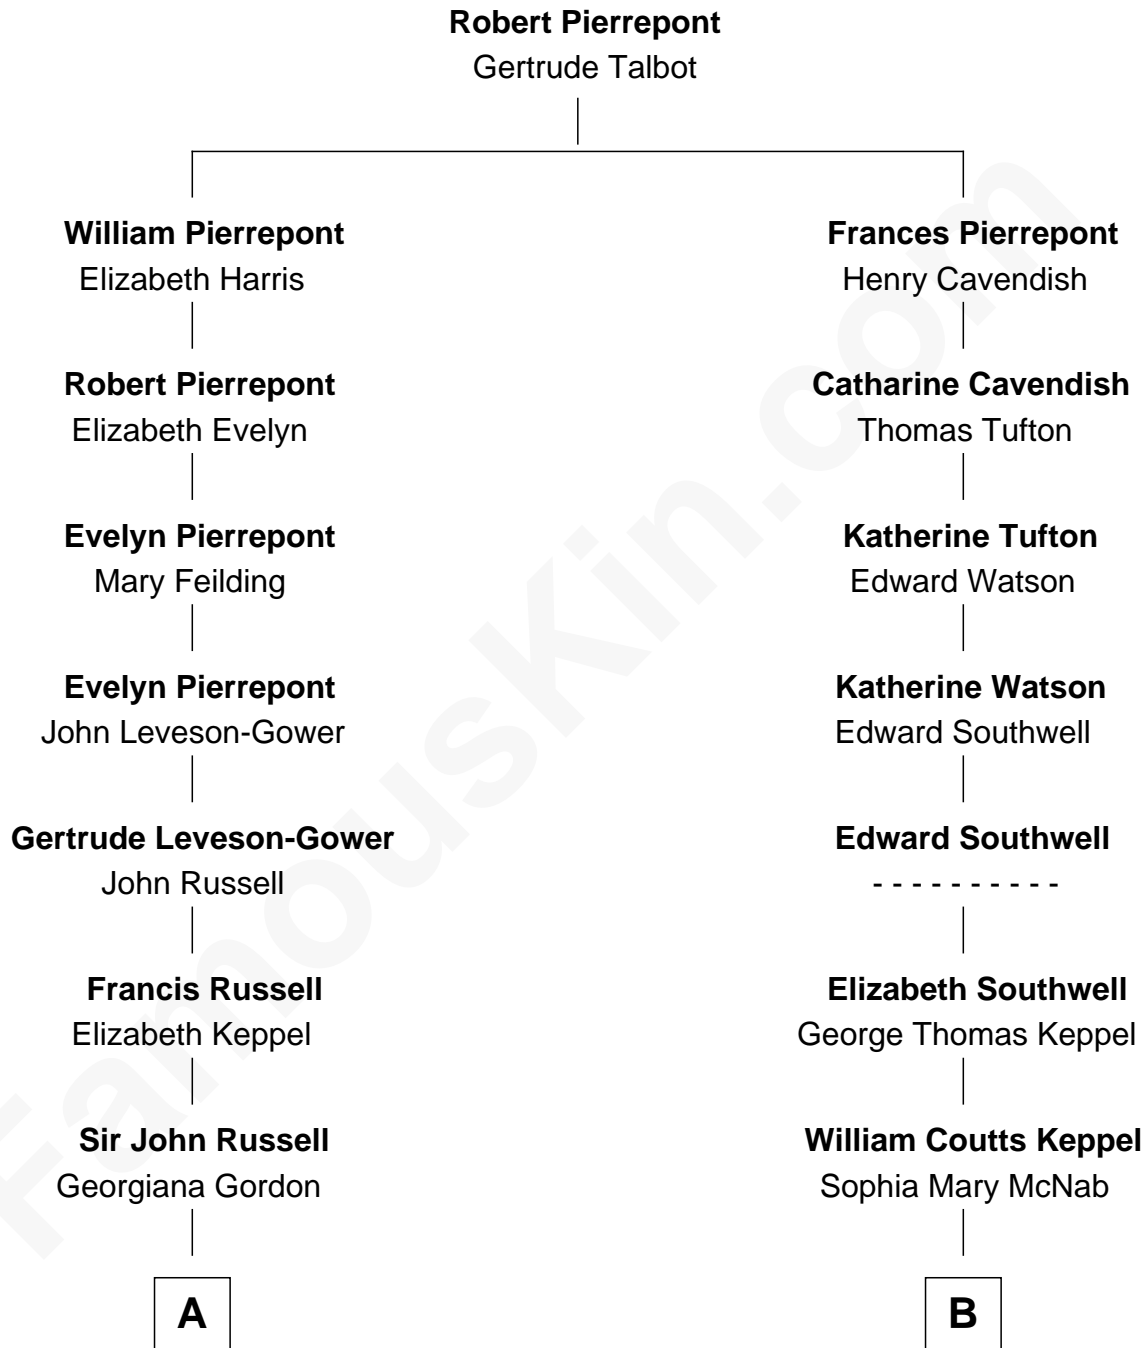 Robert Pierrepont
Gertrude Talbot
William Pierrepont
Elizabeth Harris
Robert Pierrepont
Elizabeth Evelyn
Evelyn Pierrepont
Mary Feilding
Evelyn Pierrepont
John Leveson-Gower
Gertrude Leveson-Gower
John Russell
Francis Russell
Elizabeth Keppel
Sir John Russell
Georgiana Gordon
A
Frances Pierrepont
Henry Cavendish
Catharine Cavendish
Thomas Tufton
Katherine Tufton
Edward Watson
Katherine Watson
Edward Southwell
Edward Southwell
- - - - - - - - - -
Elizabeth Southwell
George Thomas Keppel
William Coutts Keppel
Sophia Mary McNab
B
FamousKin.com